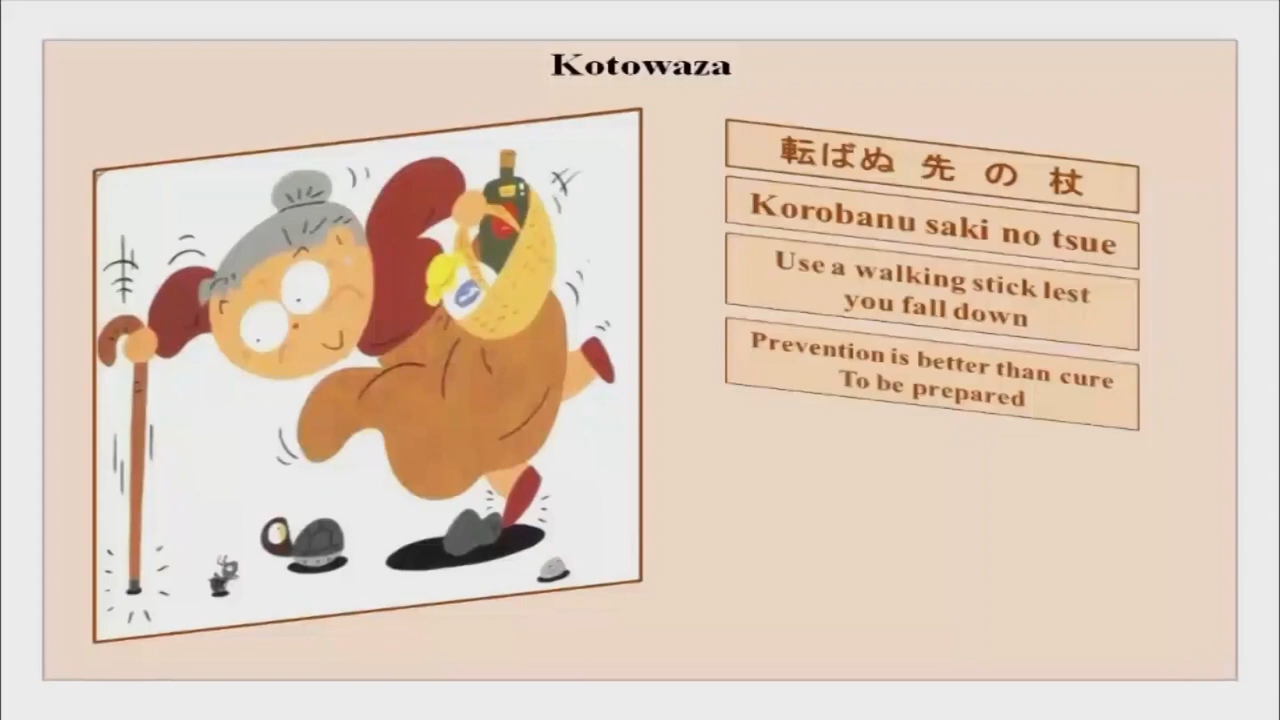 Kotowaza
転ばぬ 先 の 杖
Korobanu saki no tsue
Use a walking stick lest
you fall down
Prevention is better than cure
To be prepared